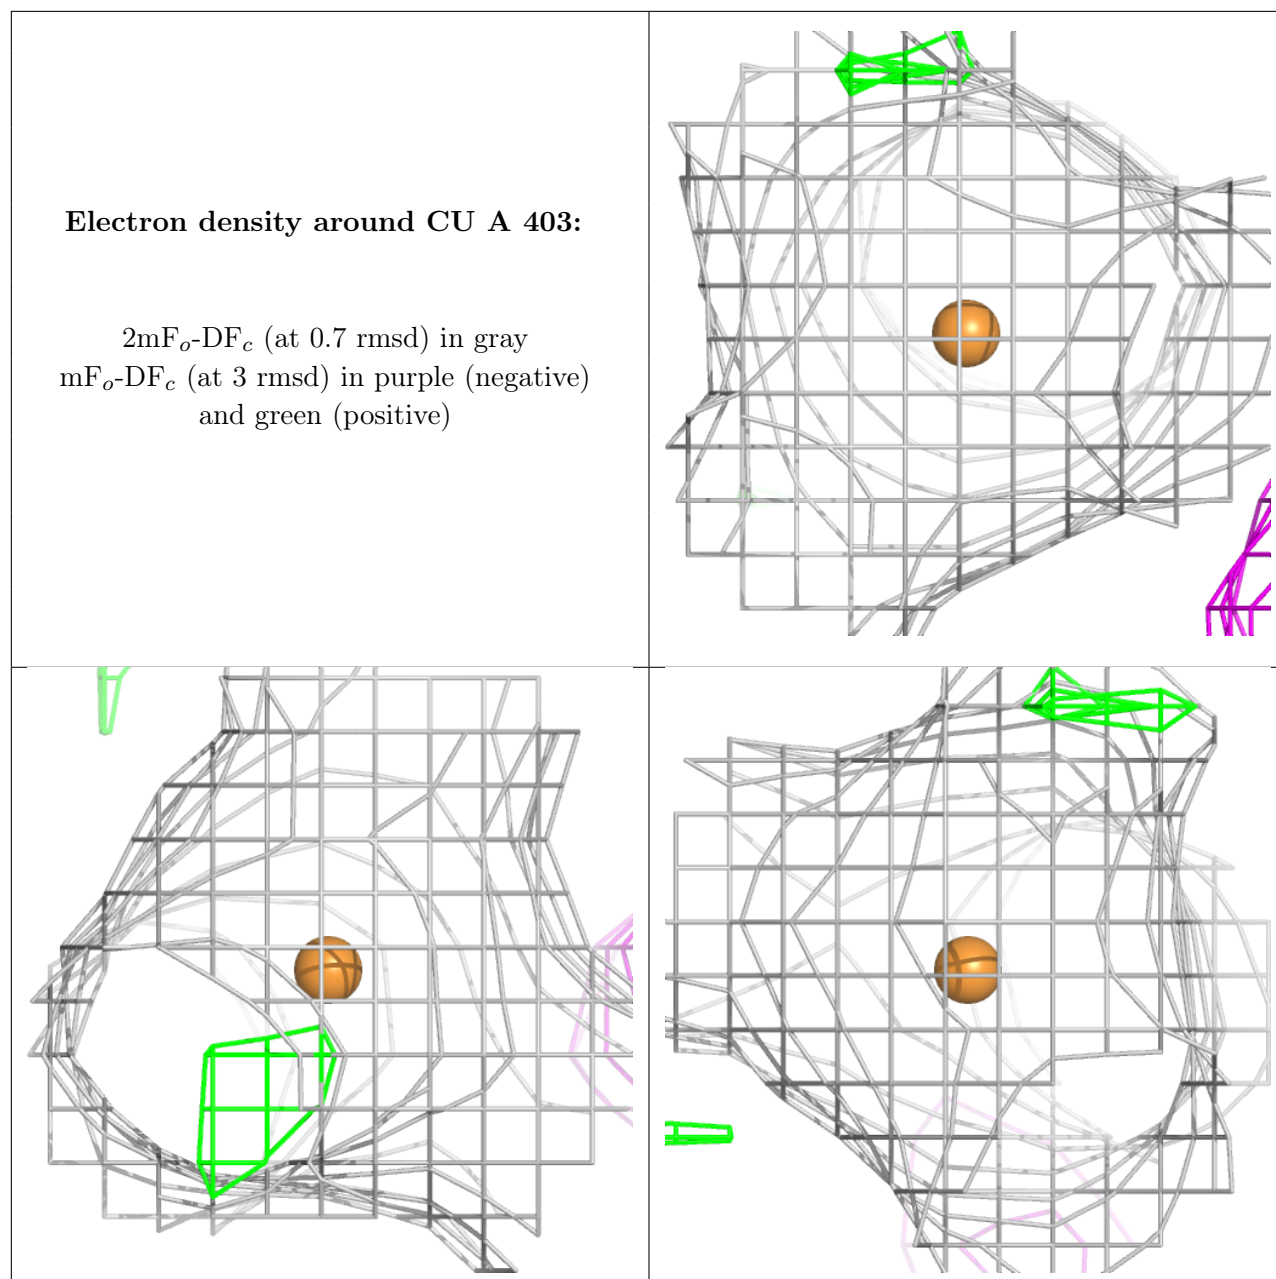 Electron density around CU A 403:
2mFo-DFc (at 0.7 rmsd) in gray
mFo-DFc (at 3 rmsd) in purple (negative)
and green (positive)